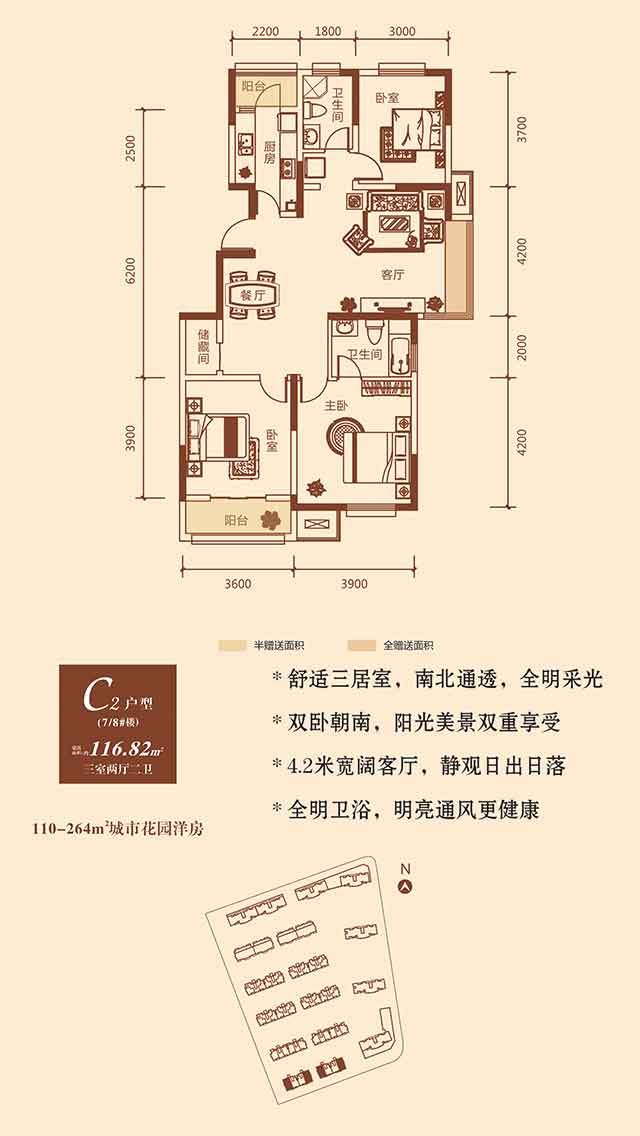 2200 1800 3000
阳台
卫生间
卧室
厨房
2500
3700
6200
4200
客厅
餐厅
储藏间
卫生间
2000
主卧
卧室
3900
4200
阳台
3600 3900
半赠送面积 全赠送面积
C2户型
(7/8#楼)
116.82m²
三室两厅二卫
110-264m²城市花园洋房
*舒适三居室，南北通透，全明采光
*双卧朝南，阳光美景双重享受
*4.2米宽阔客厅，静观日出日落
*全明卫浴，明亮通风更健康
N